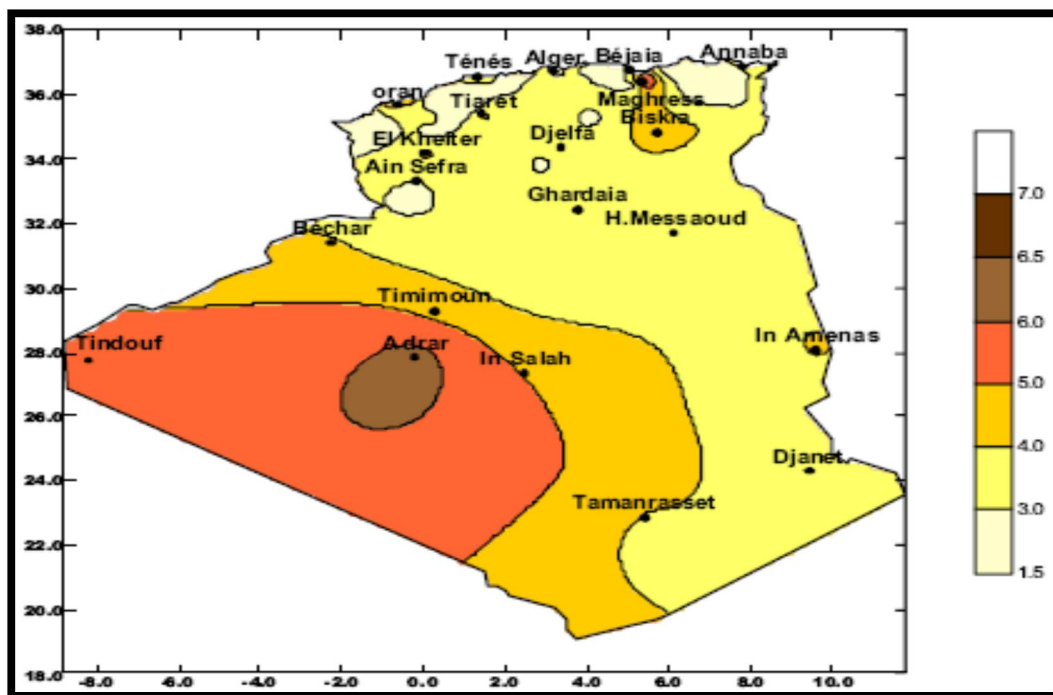 38.0
36.0
34.0
32.0
30.0
28.0
26.0
24.0
22.0
20.0
18.0
Ténés
Alger
Béjaia
Annaba
oran
Tiaret
Maghress
Biskra
El Kheiter
Djelfa
Ain Sefra
Ghardaia
H.Messaoud
Béchar
Timimoun
In Amenas
Tindouf
Adrar
In Salah
Djanet
Tamanrasset
-8.0
-6.0
-4.0
-2.0
0.0
2.0
4.0
6.0
8.0
10.0
7.0
6.5
6.0
5.0
4.0
3.0
1.5